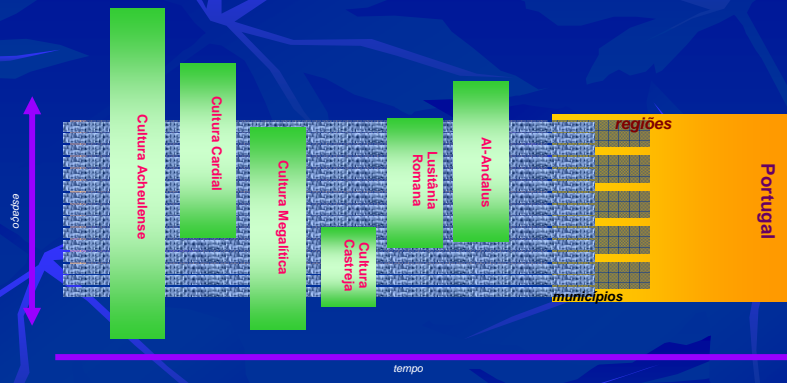 espaço
Cultura Acheulense
Cultura Cardial
Cultura Megalítica
Cultura
Castreja
Lusitânia
Romana
Al-Andalus
regiões
Portugal
municípios
tempo